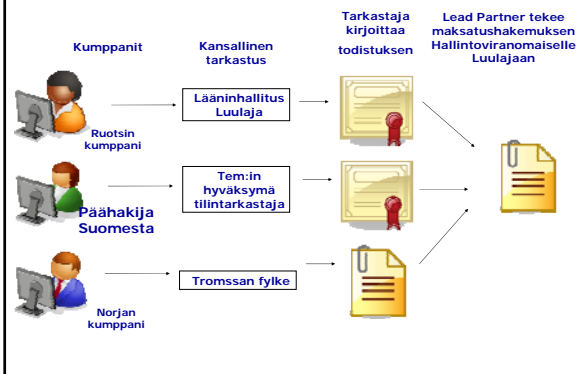 Kumppanit
Kansallinen
tarkastus
Tarkastaja
kirjoittaa
todistuksen
Lead Partner tekee
maksatushakemuksen
Hallintoviranomaiselle
Luulajaan
Ruotsin
kumppani
Lääninhallitus
Luulaja
Päähakija
Suomesta
Tem:in
hyväksymä
tilintarkastaja
Norjan
kumppani
Tromssan fylke